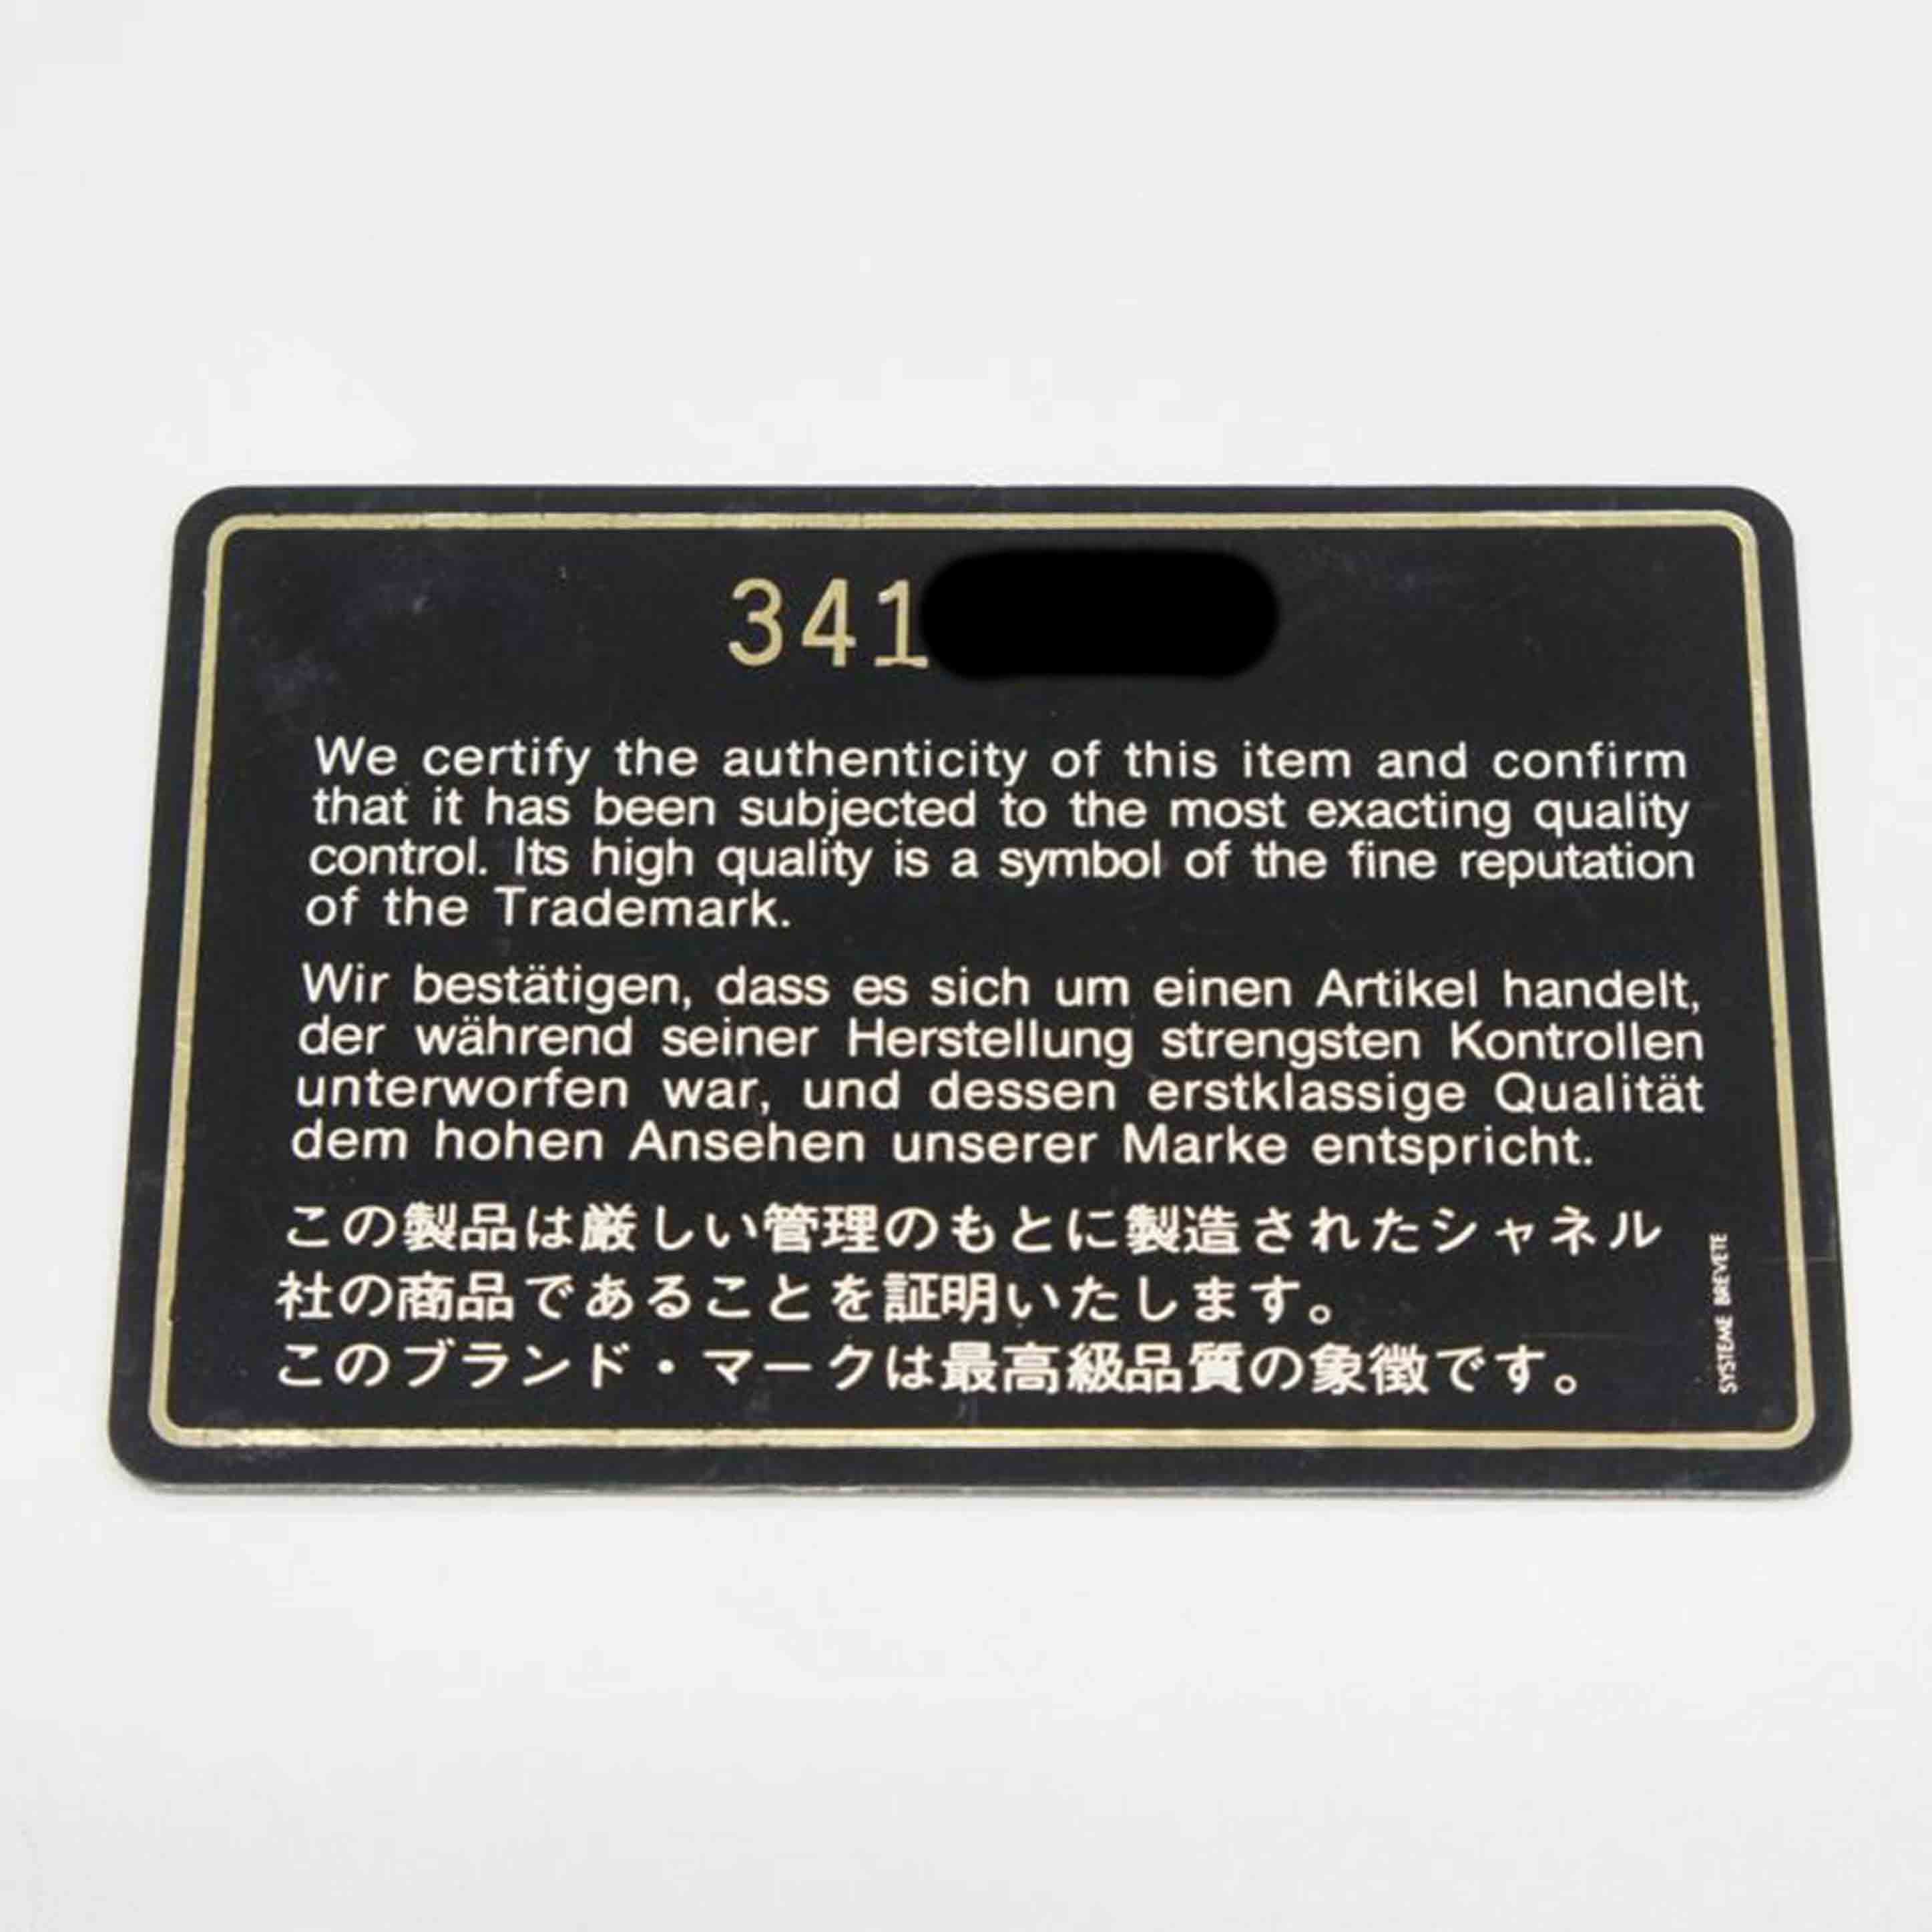 341
We certify the authenticity of this item and confirm
that it has been subjected to the most exacting quality
control. Its high quality is a symbol of the fine reputation
of the Trademark.
Wir bestätigen, dass es sich um einen Artikel handelt,
der während seiner Herstellung strengsten Kontrollen
unterworfen war, und dessen erstklassige Qualität
dem hohen Ansehen unserer Marke entspricht.
この製品は厳しい管理のもとに製造されたシャネル
社の商品であることを証明いたします。
このブランド・マークは最高級品質の象徴です。
SYSTEME BREVETE